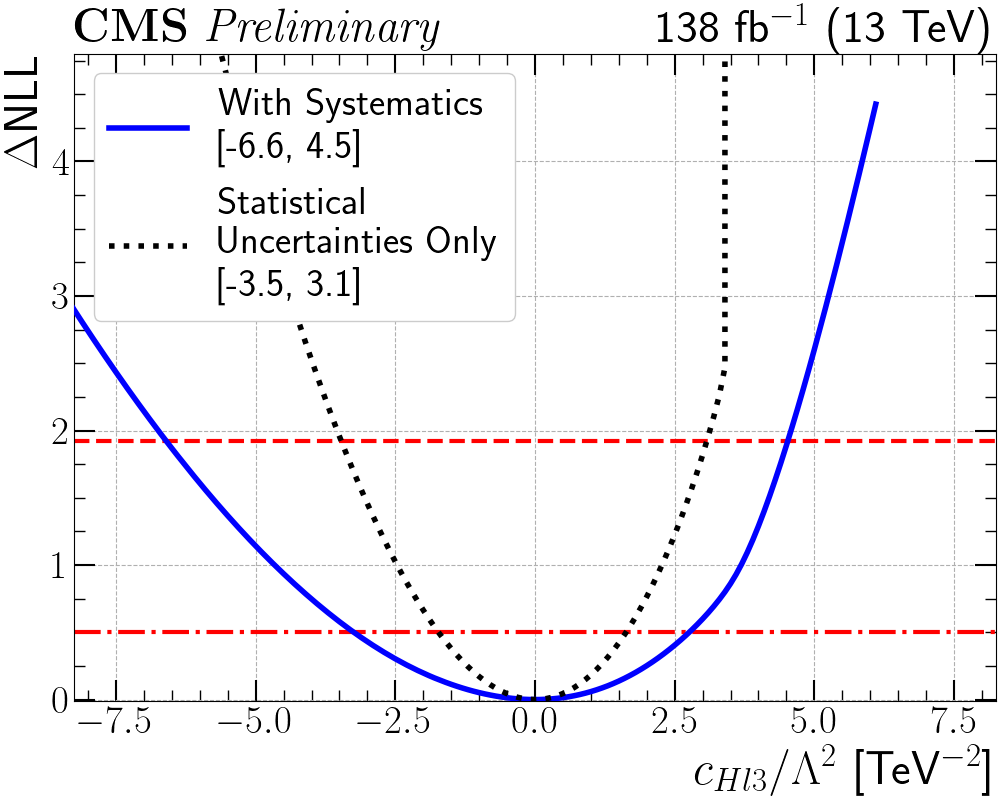 CMS Preliminary 138 fb⁻¹ (13 TeV)
ΔNLL
With Systematics
[-6.6, 4.5]
Statistical
Uncertainties Only
[-3.5, 3.1]
4
3
2
1
0
−7.5 −5.0 −2.5 0.0 2.5 5.0 7.5
c_{Hl3}/Λ² [TeV⁻²]